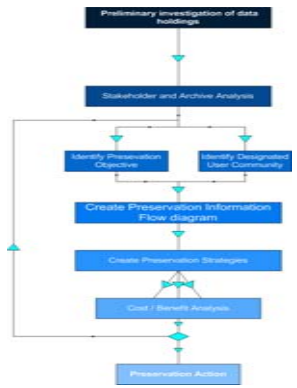 Preliminary investigation of data
holdings
Stakeholder and Archive Analysis
Identify Presevation
Objective
Identify Designated
User Community
Create Preservation Information
Flow diagram
Create Preservation Strategies
Cost / Benefit Analysis
Preservation Action